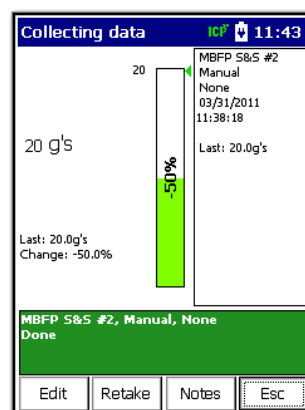 Collecting data ICP 11:43
20
20 g's
-50%
Last: 20.0g's
Change: -50.0%
MBFP S&S #2
Manual
None
03/31/2011
11:38:18
Last: 20.0g's
MBFP S&S #2, Manual, None
Done
Edit Retake Notes Esc